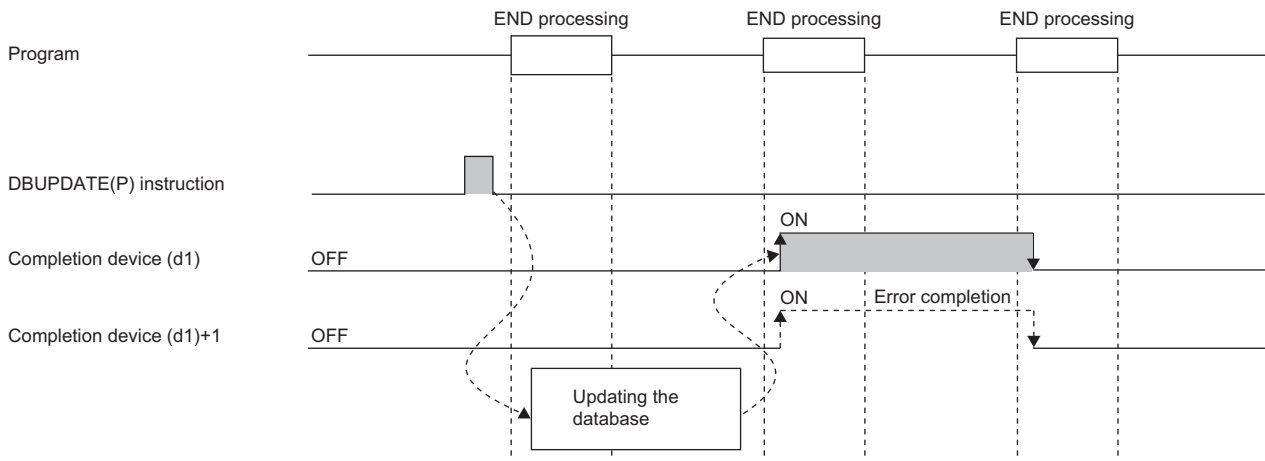 END processing
END processing
END processing
Program
DBUPDATE(P) instruction
ON
Completion device (d1)
OFF
ON
Error completion
Completion device (d1)+1
OFF
Updating the
database